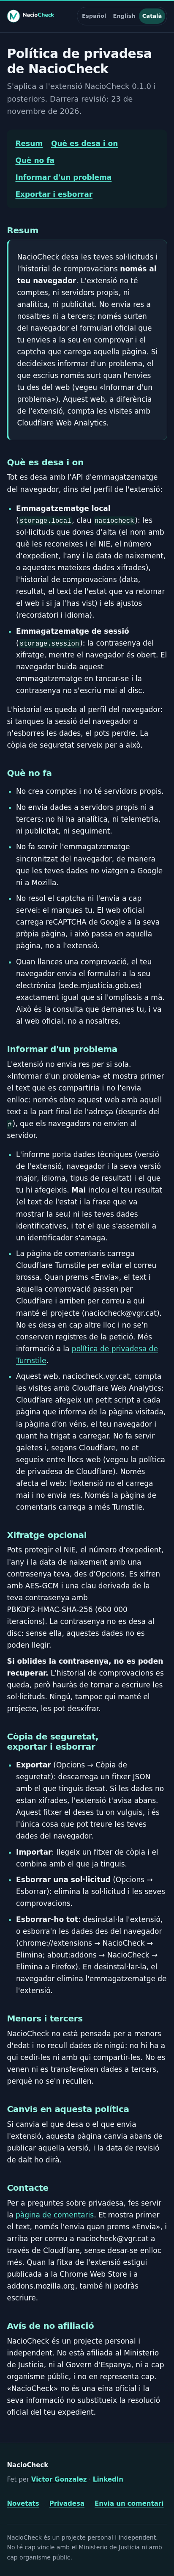 NacioCheck
Español English Català
Política de privadesa
de NacioCheck
S'aplica a l'extensió NacioCheck 0.1.0 i
posteriors. Darrera revisió: 23 de
novembre de 2026.
Resum Què es desa i on
Què no fa
Informar d'un problema
Exportar i esborrar
Resum
NacioCheck desa les teves sol·licituds i
l'historial de comprovacions només al
teu navegador. L'extensió no té
comptes, ni servidors propis, ni
analítica, ni publicitat. No envia res a
nosaltres ni a tercers; només surten
del navegador el formulari oficial que
tu envies a la seu en comprovar i el
captcha que carrega aquella pàgina. Si
decideixes informar d'un problema, el
que escrius només surt quan l'envies
tu des del web (vegeu «Informar d'un
problema»). Aquest web, a diferència
de l'extensió, compta les visites amb
Cloudflare Web Analytics.
Què es desa i on
Tot es desa amb l'API d'emmagatzematge
del navegador, dins del perfil de l'extensió:
Emmagatzematge local
(storage.local, clau naciocheck): les
sol·licituds que dones d'alta (el nom amb
què les reconeixes i el NIE, el número
d'expedient, l'any i la data de naixement,
o aquestes mateixes dades xifrades),
l'historial de comprovacions (data,
resultat, el text de l'estat que va retornar
el web i si ja l'has vist) i els ajustos
(recordatori i idioma).
Emmagatzematge de sessió
(storage.session): la contrasenya del
xifratge, només mentre el navegador és obert. El
navegador buida aquest
emmagatzematge en tancar-se i la
contrasenya no s'escriu mai al disc.
L'historial es queda al perfil del navegador:
si tanques la sessió del navegador o
n'esborres les dades, el pots perdre. La
còpia de seguretat serveix per a això.
Què no fa
No crea comptes i no té servidors propis.
No envia dades a servidors propis ni a
tercers: no hi ha analítica, ni telemetria,
ni publicitat, ni seguiment.
No fa servir l'emmagatzematge
sincronitzat del navegador, de manera
que les teves dades no viatgen a Google
ni a Mozilla.
No resol el captcha ni l'envia a cap
servei: el marques tu. El web oficial
carrega reCAPTCHA de Google a la seva
pròpia pàgina, i això passa en aquella
pàgina, no a l'extensió.
Quan llances una comprovació, el teu
navegador envia el formulari a la seu
electrònica (sede.mjusticia.gob.es)
exactament igual que si l'omplissis a mà.
Això és la consulta que demanes tu, i va
al web oficial, no a nosaltres.
Informar d'un problema
L'extensió no envia res per si sola.
«Informar d'un problema» et mostra primer
el text que es compartiria i no l'envia
enlloc: només obre aquest web amb aquell
text a la part final de l'adreça (després del
#), que els navegadors no envien al
servidor.
L'informe porta dades tècniques (versió
de l'extensió, navegador i la seva versió
major, idioma, tipus de resultat) i el que
tu hi afegeixis. Mai inclou el teu resultat
(el text de l'estat i la frase que va
mostrar la seu) ni les teves dades
identificatives, i tot el que s'assembli a
un identificador s'amaga.
La pàgina de comentaris carrega
Cloudflare Turnstile per evitar el correu
brossa. Quan prems «Envia», el text i
aquella comprovació passen per
Cloudflare i arriben per correu a qui
manté el projecte (naciocheck@vgr.cat).
No es desa en cap altre lloc i no se'n
conserven registres de la petició. Més
informació a la política de privadesa de
Turnstile.
Aquest web, naciocheck.vgr.cat, compta
les visites amb Cloudflare Web Analytics:
Cloudflare afegeix un petit script a cada
pàgina que informa de la pàgina visitada,
la pàgina d'on véns, el teu navegador i
quant ha trigat a carregar. No fa servir
galetes i, segons Cloudflare, no et
segueix entre llocs web (vegeu la política
de privadesa de Cloudflare). Només
afecta el web: l'extensió no el carrega
mai i no envia res. Només la pàgina de
comentaris carrega a més Turnstile.
Xifratge opcional
Pots protegir el NIE, el número d'expedient,
l'any i la data de naixement amb una
contrasenya teva, des d'Opcions. Es xifren
amb AES-GCM i una clau derivada de la
teva contrasenya amb
PBKDF2-HMAC-SHA-256 (600 000
iteracions). La contrasenya no es desa al
disc: sense ella, aquestes dades no es
poden llegir.
Si oblides la contrasenya, no es poden
recuperar. L'historial de comprovacions es
queda, però hauràs de tornar a escriure les
sol·licituds. Ningú, tampoc qui manté el
projecte, les pot desxifrar.
Còpia de seguretat,
exportar i esborrar
Exportar (Opcions → Còpia de
seguretat): descarrega un fitxer JSON
amb el que tinguis desat. Si les dades no
estan xifrades, l'extensió t'avisa abans.
Aquest fitxer el deses tu on vulguis, i és
l'única cosa que pot treure les teves
dades del navegador.
Importar: llegeix un fitxer de còpia i el
combina amb el que ja tinguis.
Esborrar una sol·licitud (Opcions →
Esborrar): elimina la sol·licitud i les seves
comprovacions.
Esborrar-ho tot: desinstal·la l'extensió,
o esborra'n les dades des del navegador
(chrome://extensions → NacioCheck →
Elimina; about:addons → NacioCheck →
Elimina a Firefox). En desinstal·lar-la, el
navegador elimina l'emmagatzematge de
l'extensió.
Menors i tercers
NacioCheck no està pensada per a menors
d'edat i no recull dades de ningú: no hi ha a
qui cedir-les ni amb qui compartir-les. No es
venen ni es transfereixen dades a tercers,
perquè no se'n recullen.
Canvis en aquesta política
Si canvia el que desa o el que envia
l'extensió, aquesta pàgina canvia abans de
publicar aquella versió, i la data de revisió
de dalt ho dirà.
Contacte
Per a preguntes sobre privadesa, fes servir
la pàgina de comentaris. Et mostra primer
el text, només l'envia quan prems «Envia», i
arriba per correu a naciocheck@vgr.cat a
través de Cloudflare, sense desar-se enlloc
més. Quan la fitxa de l'extensió estigui
publicada a la Chrome Web Store i a
addons.mozilla.org, també hi podràs
escriure.
Avís de no afiliació
NacioCheck és un projecte personal i
independent. No està afiliada al Ministerio
de Justicia, ni al Govern d'Espanya, ni a cap
organisme públic, i no en representa cap.
«NacioCheck» no és una eina oficial i la
seva informació no substitueix la resolució
oficial del teu expedient.
NacioCheck
Fet per Victor Gonzalez · LinkedIn
Novetats Privadesa Envia un comentari
NacioCheck és un projecte personal i independent.
No té cap vincle amb el Ministerio de Justicia ni amb
cap organisme públic.